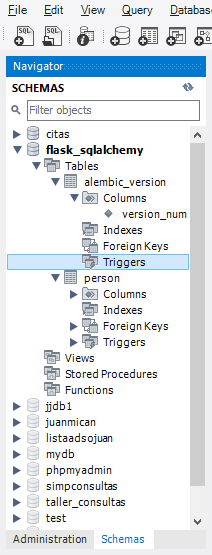 File Edit View Query Database
Navigator
SCHEMAS
Filter objects
citas
flask_sqlalchemy
Tables
alembic_version
Columns
version_num
Indexes
Foreign Keys
Triggers
person
Columns
Indexes
Foreign Keys
Triggers
Views
Stored Procedures
Functions
jjdb1
juanmican
listaadsojuan
mydb
phpmyadmin
simpconsultas
taller_consultas
test
Administration Schemas